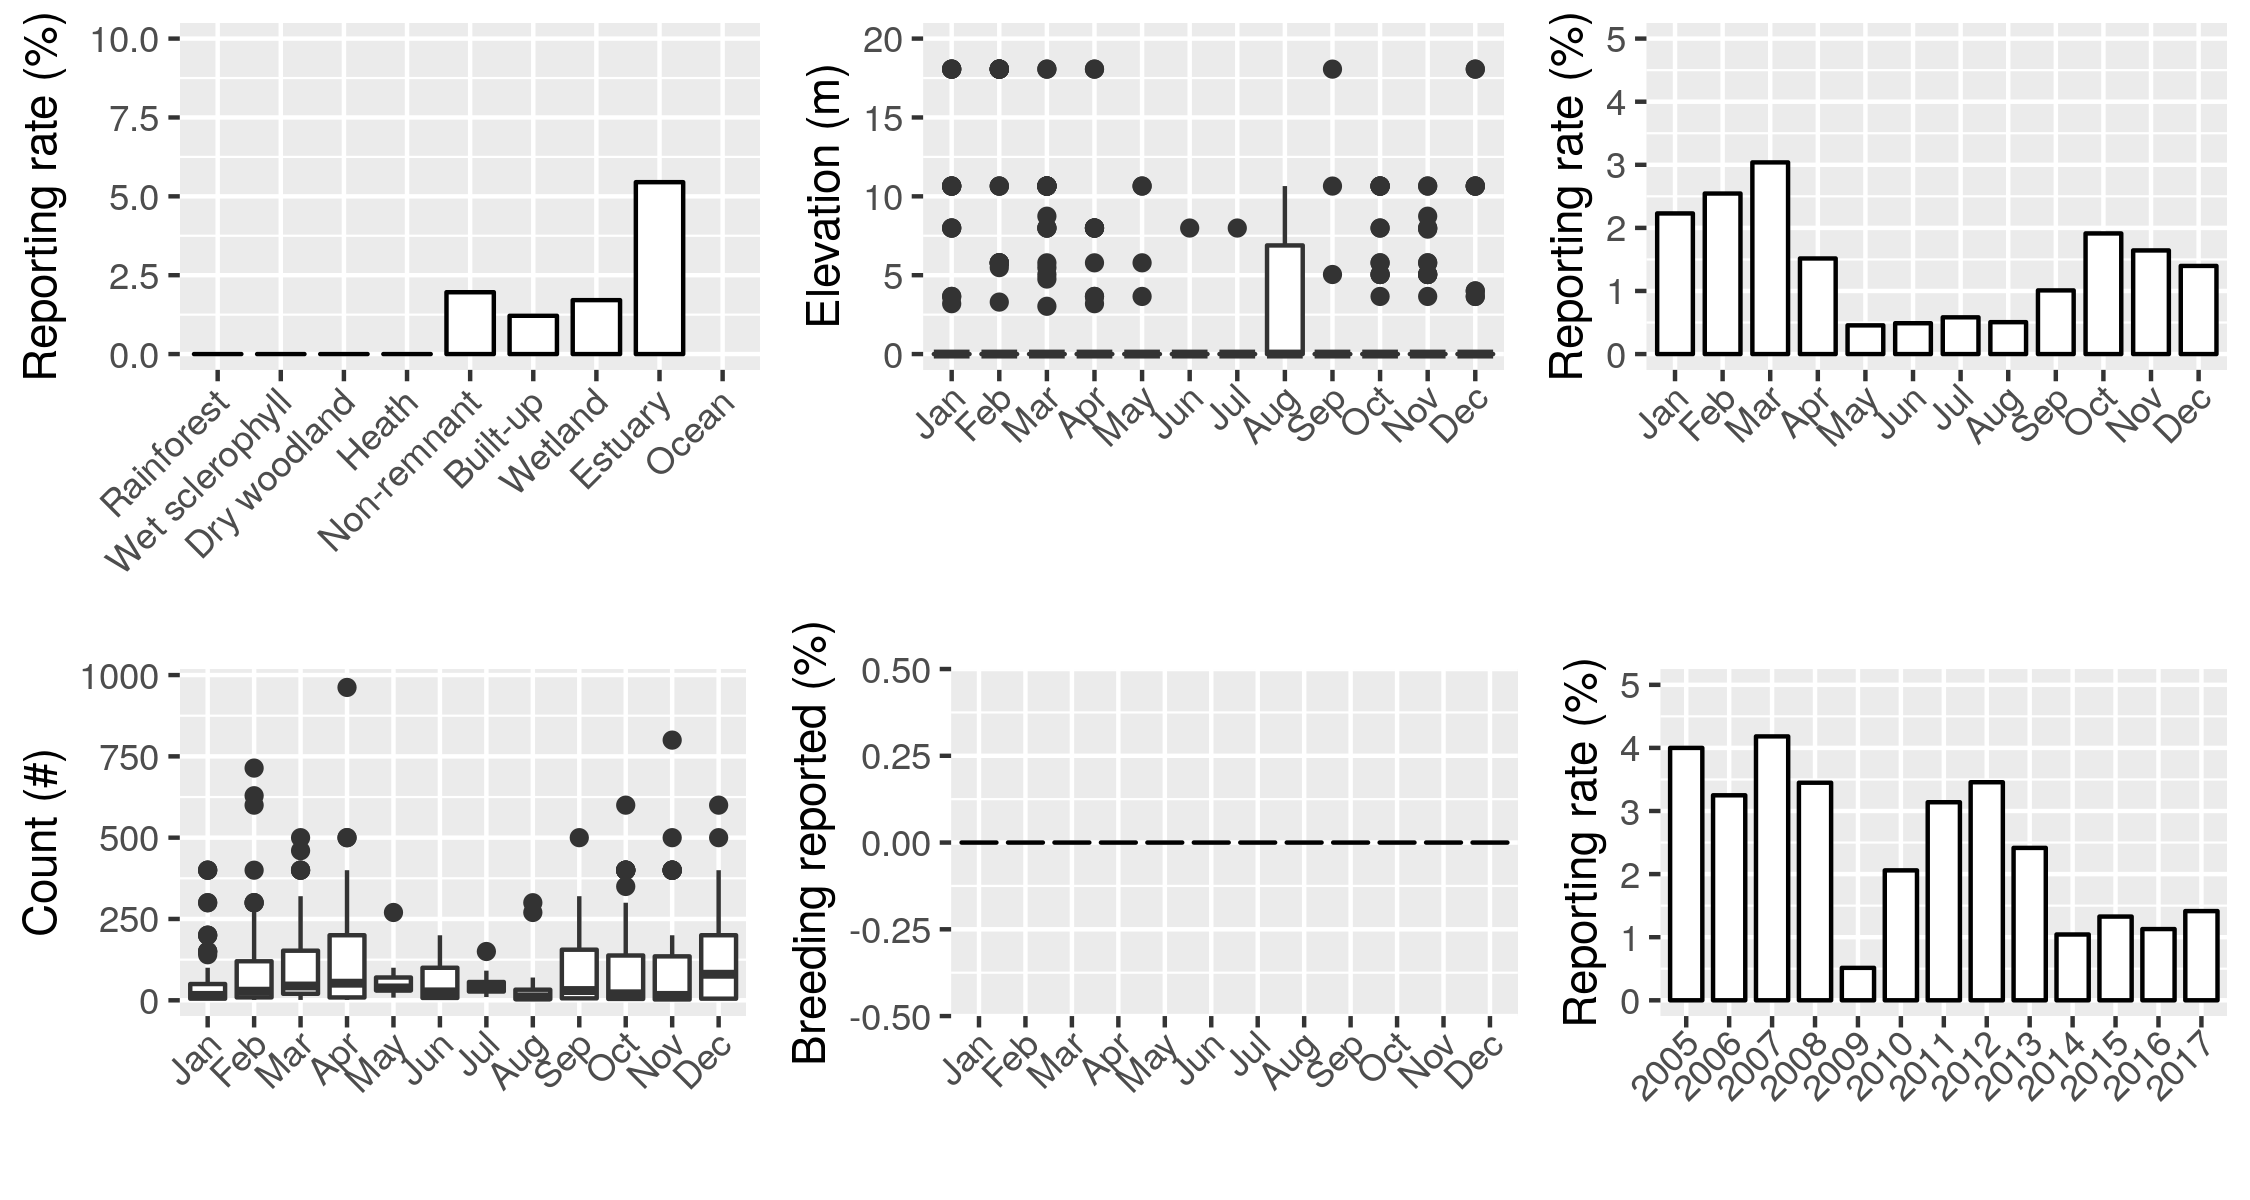 Reporting rate (%)
10.0
7.5
5.0
2.5
0.0
Rainforest
Wet sclerophyll
Dry woodland
Heath
Non-remnant
Built-up
Wetland
Estuary
Ocean
Elevation (m)
20
15
10
5
0
Jan
Feb
Mar
Apr
May
Jun
Jul
Aug
Sep
Oct
Nov
Dec
Reporting rate (%)
5
4
3
2
1
0
Jan
Feb
Mar
Apr
May
Jun
Jul
Aug
Sep
Oct
Nov
Dec
Count (#)
1000
750
500
250
0
Jan
Feb
Mar
Apr
May
Jun
Jul
Aug
Sep
Oct
Nov
Dec
Breeding reported (%)
0.50
0.25
0.00
-0.25
-0.50
Jan
Feb
Mar
Apr
May
Jun
Jul
Aug
Sep
Oct
Nov
Dec
Reporting rate (%)
5
4
3
2
1
0
2005
2006
2007
2008
2009
2010
2011
2012
2013
2014
2015
2016
2017